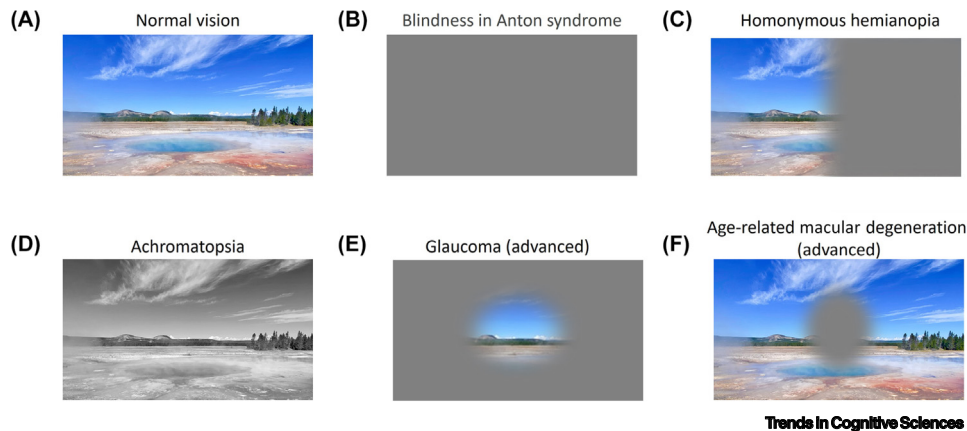 (A) Normal vision
(B) Blindness in Anton syndrome
(C) Homonymous hemianopia
(D) Achromatopsia
(E) Glaucoma (advanced)
(F) Age-related macular degeneration
(advanced)
Trends in Cognitive Sciences